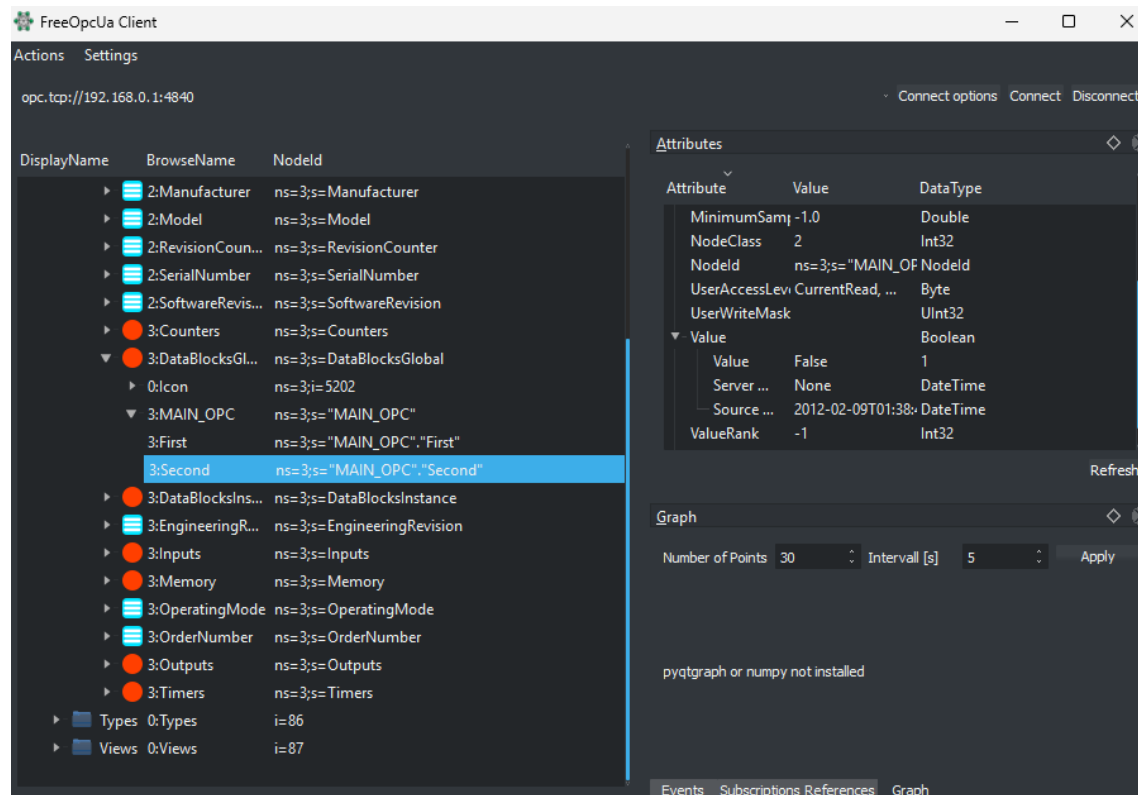 FreeOpcUa Client
Actions Settings
opc.tcp://192.168.0.1:4840
Connect options Connect Disconnect
DisplayName BrowseName NodeId
2:Manufacturer ns=3;s=Manufacturer
2:Model ns=3;s=Model
2:RevisionCoun... ns=3;s=RevisionCounter
2:SerialNumber ns=3;s=SerialNumber
2:SoftwareRevis... ns=3;s=SoftwareRevision
3:Counters ns=3;s=Counters
3:DataBlocksGl... ns=3;s=DataBlocksGlobal
0:Icon ns=3;i=5202
3:MAIN_OPC ns=3;s="MAIN_OPC"
3:First ns=3;s="MAIN_OPC"."First"
3:Second ns=3;s="MAIN_OPC"."Second"
3:DataBlocksIns... ns=3;s=DataBlocksInstance
3:EngineeringR... ns=3;s=EngineeringRevision
3:Inputs ns=3;s=Inputs
3:Memory ns=3;s=Memory
3:OperatingMode ns=3;s=OperatingMode
3:OrderNumber ns=3;s=OrderNumber
3:Outputs ns=3;s=Outputs
3:Timers ns=3;s=Timers
Types 0:Types i=86
Views 0:Views i=87
Attributes
Attribute Value DataType
MinimumSamp -1.0 Double
NodeClass 2 Int32
NodeId ns=3;s="MAIN_OP NodeId
UserAccessLev CurrentRead, ... Byte
UserWriteMask UInt32
Value Boolean
Value False 1
Server ... None DateTime
Source ... 2012-02-09T01:38: DateTime
ValueRank -1 Int32
Refresh
Graph
Number of Points 30 Intervall [s] 5 Apply
pyqtgraph or numpy not installed
Events Subscriptions References Graph